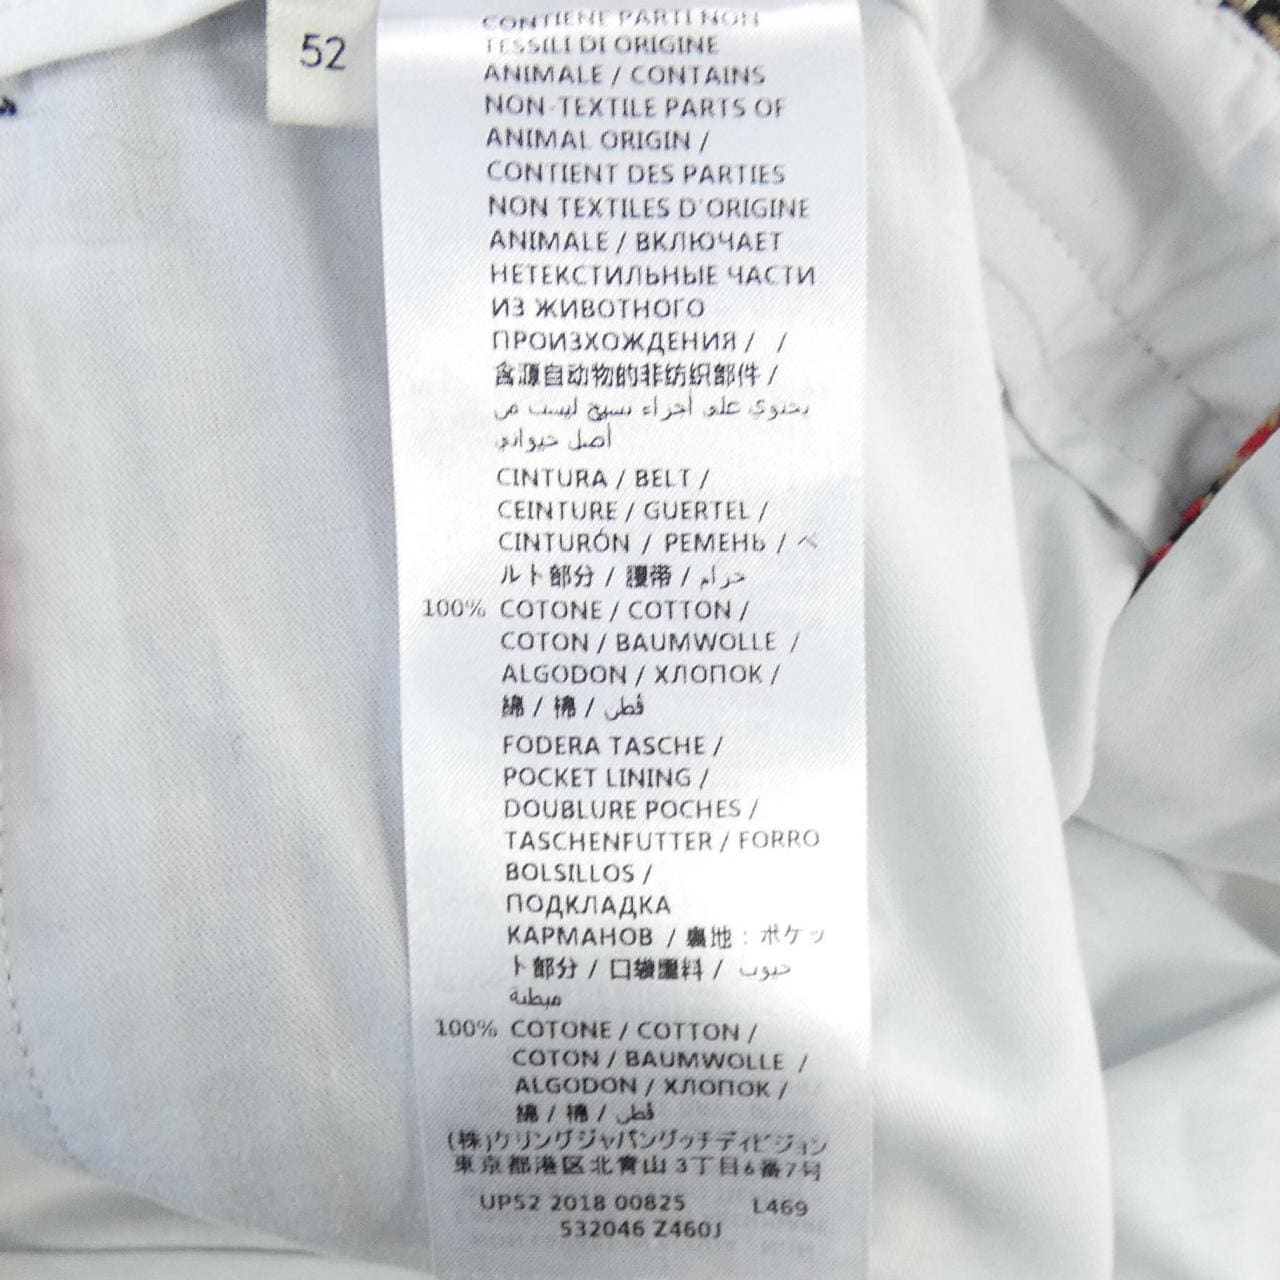 52
CONTIENE PARTI NON
TESSILI DI ORIGINE
ANIMALE / CONTAINS
NON-TEXTILE PARTS OF
ANIMAL ORIGIN /
CONTIENT DES PARTIES
NON TEXTILES D'ORIGINE
ANIMALE / ВКЛЮЧАЕТ
НЕТЕКСТИЛЬНЫЕ ЧАСТИ
ИЗ ЖИВОТНОГО
ПРОИЗХОЖДЕНИЯ / /
含源自动物的非纺织部件 /
يحتوي على أجزاء نسيج ليست من
أصل حيواني
CINTURA / BELT /
CEINTURE / GUERTEL /
CINTURÓN / РЕМЕНЬ / ベ
ルト部分 / 腰带 / حزام
100% COTONE / COTTON /
COTON / BAUMWOLLE /
ALGODON / ХЛОПОК /
綿 / 棉 / قطن
FODERA TASCHE /
POCKET LINING /
DOUBLURE POCHES /
TASCHENFUTTER / FORRO
BOLSILLOS /
ПОДКЛАДКА
КАРМАНОВ / 裏地：ポケッ
ト部分 / 口袋面料 / جيوب
مبطنة
100% COTONE / COTTON /
COTON / BAUMWOLLE /
ALGODON / ХЛОПОК /
綿 / 棉 / قطن
(株)ケリングジャパングッチディビジョン
東京都港区北青山3丁目6番7号
UP52 2018 00825 L469
532046 Z460J